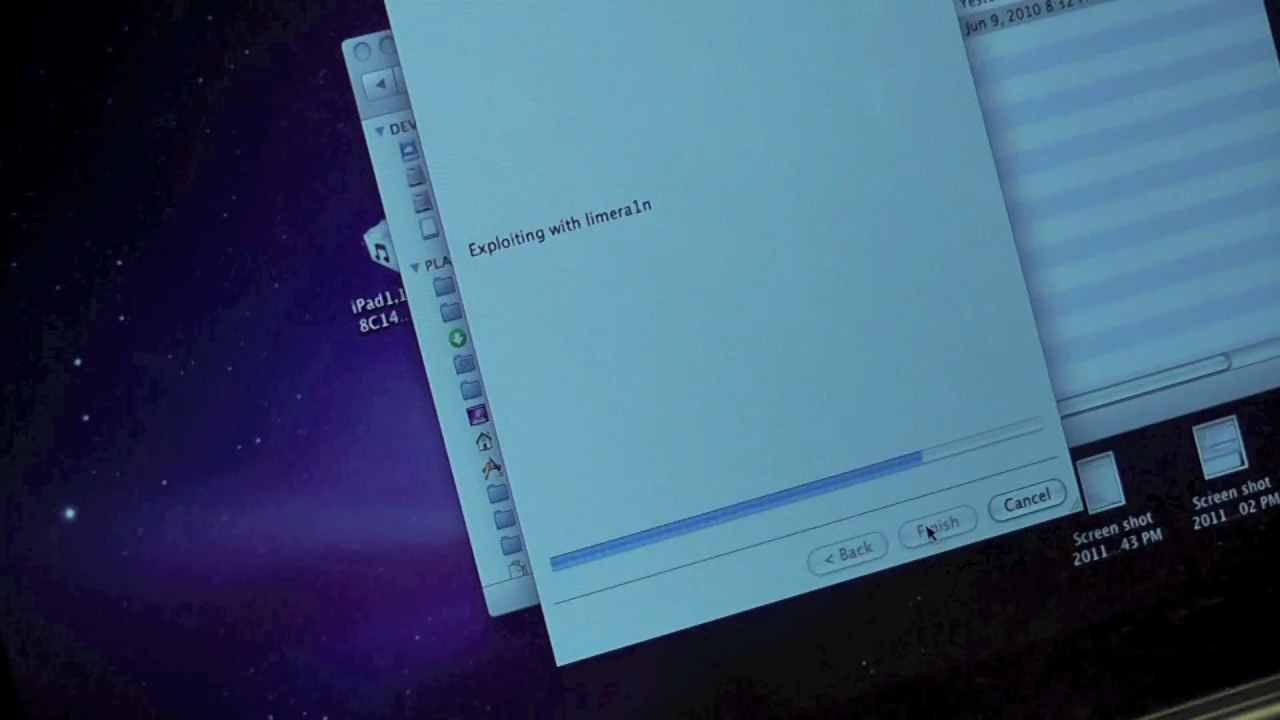 Jun 9, 2010 8 32
DEV
PLA
Exploiting with limera1n
iPad1,1
8C14...
< Back
Finish
Cancel
Screen shot
2011...43 PM
Screen shot
2011...02 PM